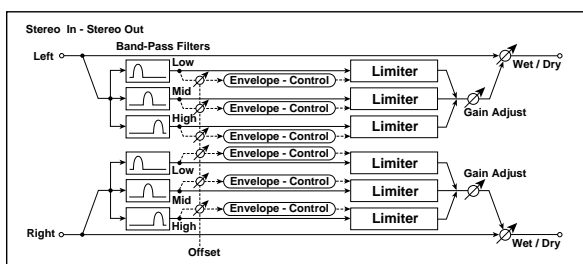 Stereo In - Stereo Out
Band-Pass Filters
Left
Low
Envelope - Control
Limiter
Wet / Dry
Mid
Envelope - Control
Limiter
Gain Adjust
High
Envelope - Control
Limiter
Envelope - Control
Low
Limiter
Gain Adjust
Envelope - Control
Mid
Limiter
Envelope - Control
High
Limiter
Right
Wet / Dry
Offset